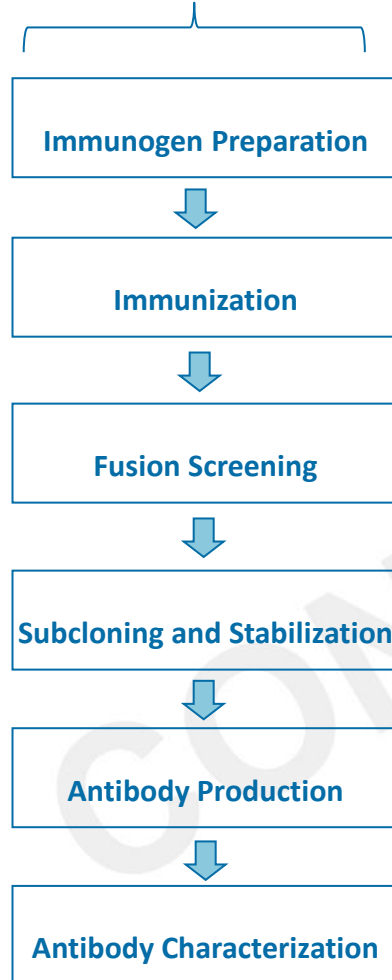 Immunogen Preparation
Immunization
Fusion Screening
Subcloning and Stabilization
Antibody Production
Antibody Characterization